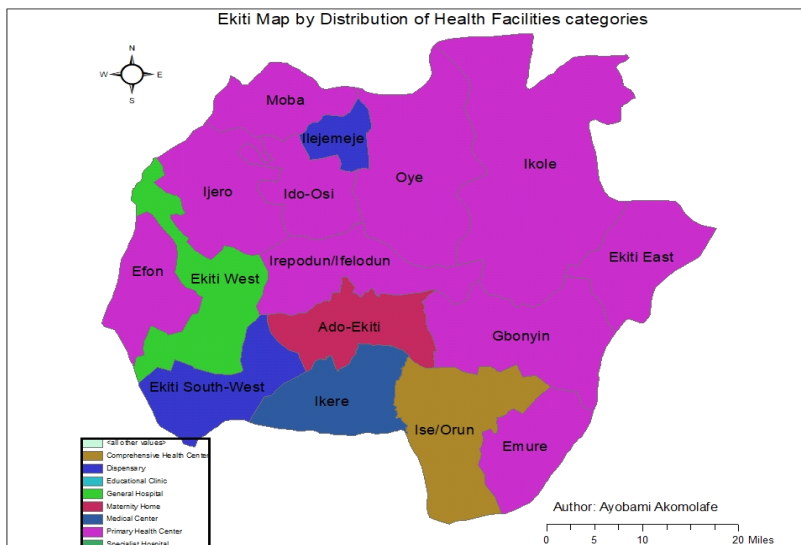 Ekiti Map by Distribution of Health Facilities categories
N
W E
S
Moba
Ilejemeje
Oye
Ikole
Ijero
Ido-Osi
Ekiti East
Irepodun/Ifelodun
Efon
Ekiti West
Ado-Ekiti
Gbonyin
Ekiti South-West
Ikere
Ise/Orun
Emure
<all other values>
Comprehensive Health Center
Dispensary
Educational Clinic
General Hospital
Maternity Home
Medical Center
Primary Health Center
Specialist Hospital
Author: Ayobami Akomolafe
0 5 10 20 Miles